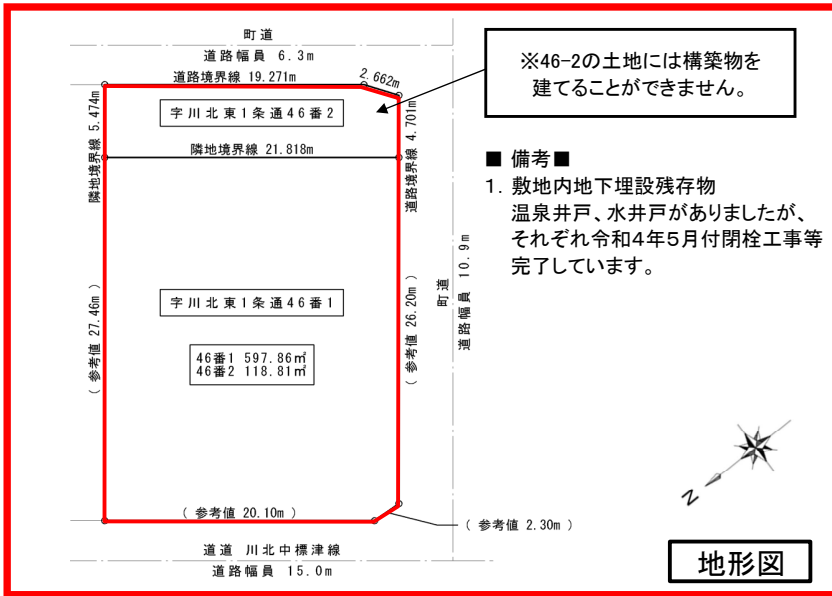 町道
道路幅員 6.3m
道路境界線 19.271m
2.662m
字川北東1条通46番2
隣地境界線 5.474m
道路境界線 4.701m
隣地境界線 21.818m
※46-2の土地には構築物を
建てることができません。
■ 備考■
1. 敷地内地下埋設残存物
温泉井戸、水井戸がありましたが、
それぞれ令和4年5月付閉栓工事等
完了しています。
( 参考値 27.46m )
字川北東1条通46番1
46番1 597.86㎡
46番2 118.81㎡
( 参考値 26.20m )
町道
道路幅員 10.9m
N
( 参考値 20.10m )
( 参考値 2.30m )
道道 川北中標津線
道路幅員 15.0m
地形図